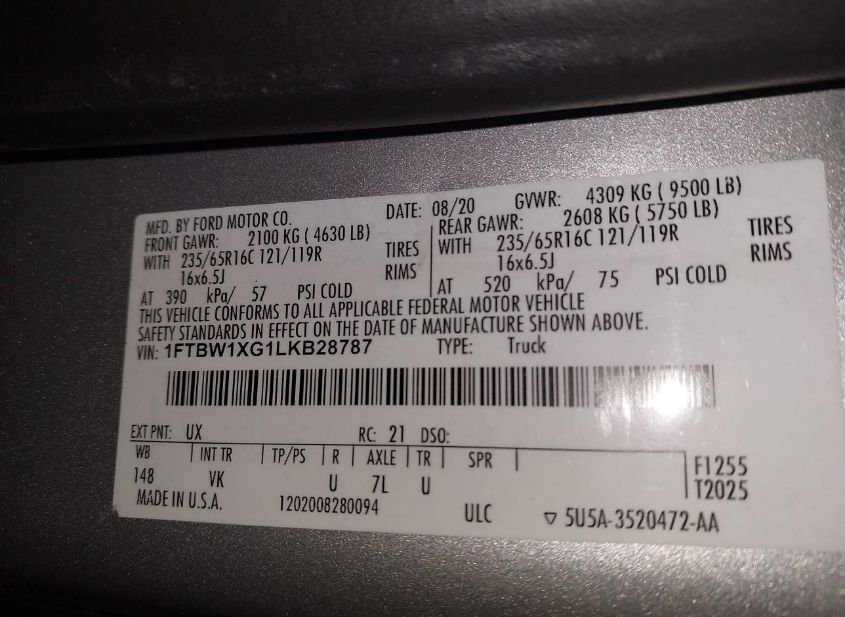 MFD. BY FORD MOTOR CO. DATE: 08/20 GVWR: 4309 KG ( 9500 LB)
FRONT GAWR: 2100 KG ( 4630 LB) REAR GAWR: 2608 KG ( 5750 LB)
WITH 235/65R16C 121/119R TIRES WITH 235/65R16C 121/119R TIRES
16x6.5J RIMS 16x6.5J RIMS
AT 390 kPa/ 57 PSI COLD AT 520 kPa/ 75 PSI COLD
THIS VEHICLE CONFORMS TO ALL APPLICABLE FEDERAL MOTOR VEHICLE
SAFETY STANDARDS IN EFFECT ON THE DATE OF MANUFACTURE SHOWN ABOVE.
VIN: 1FTBW1XG1LKB28787 TYPE: Truck
EXT PNT: UX RC: 21 DSO:
WB INT TR TP/PS R AXLE TR SPR F1255
148 VK U 7L U T2025
MADE IN U.S.A. 1202008280094 ULC ▽ 5U5A-3520472-AA